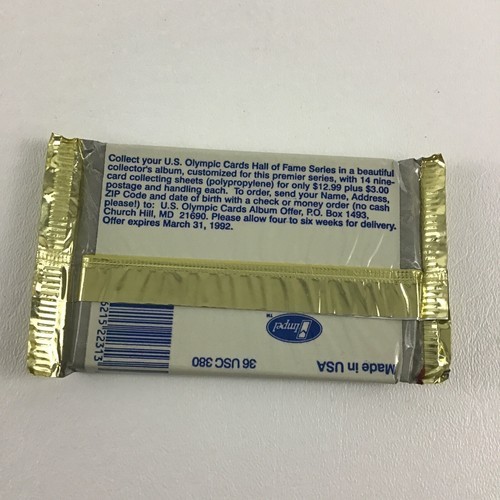 Collect your U.S. Olympic Cards Hall of Fame Series in a beautiful
collector's album, customized for this premier series, with 14 nine-
card collecting sheets (polypropylene) for only $12.99 plus $3.00
postage and handling each. To order, send your Name, Address,
ZIP Code and date of birth with a check or money order (no cash
please!) to: U.S. Olympic Cards Album Offer, P.O. Box 1493,
Church Hill, MD 21690. Please allow four to six weeks for delivery.
Offer expires March 31, 1992.
Made in USA
Impel
TM
36 USC 380
15215 22313